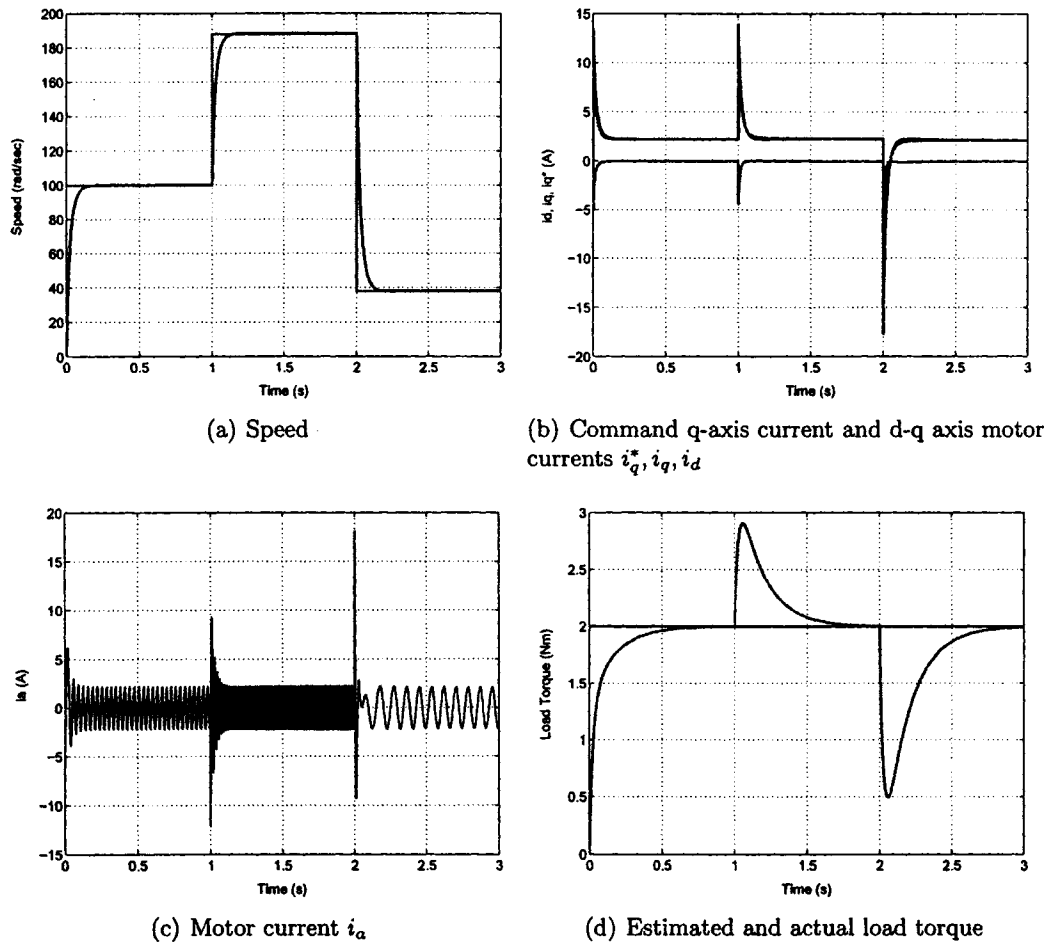 200
180
160
140
120
100
80
60
40
20
0
Speed (rad/sec)
0 0.5 1 1.5 2 2.5 3
Time (s)
(a) Speed
15
10
5
0
−5
−10
−15
−20
id, iq, iq* (A)
0 0.5 1 1.5 2 2.5 3
Time (s)
(b) Command q-axis current and d-q axis motor
currents $i_q^*, i_q, i_d$
20
15
10
5
0
−5
−10
−15
Ia (A)
0 0.5 1 1.5 2 2.5 3
Time (s)
(c) Motor current $i_a$
3
2.5
2
1.5
1
0.5
0
Load Torque (Nm)
0 0.5 1 1.5 2 2.5 3
Time (s)
(d) Estimated and actual load torque